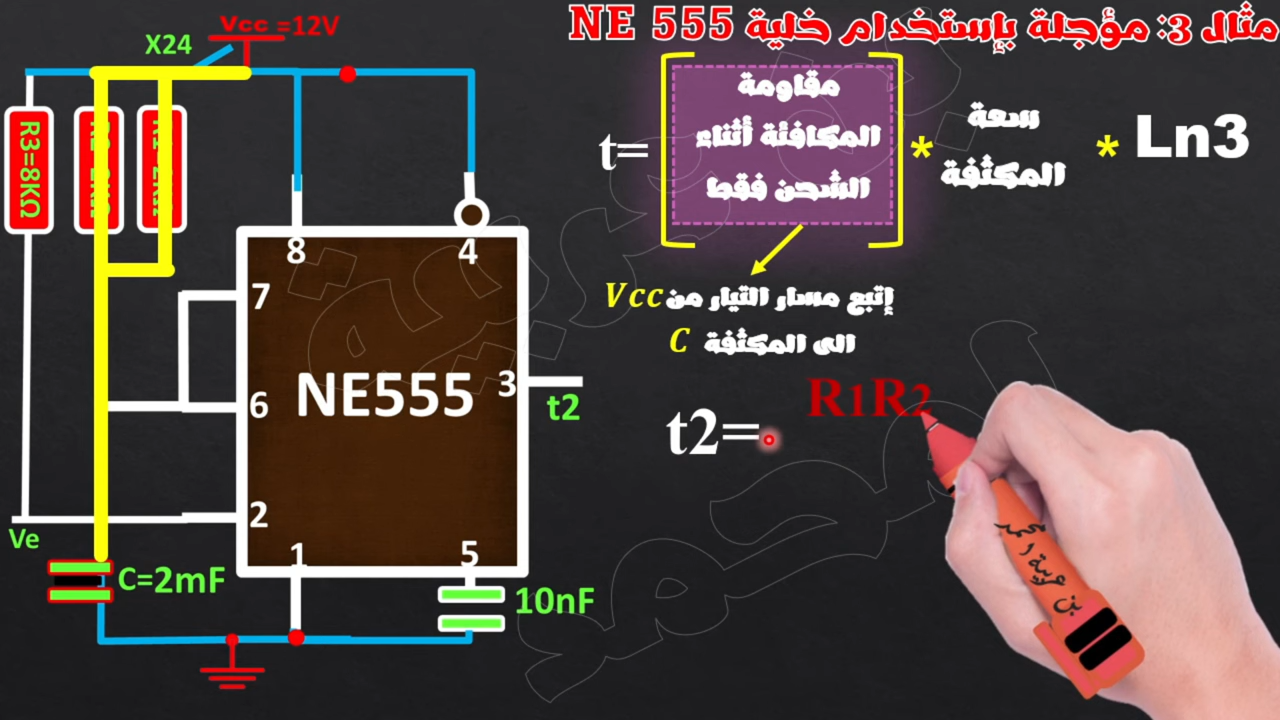 مثال 3: مؤجلة بإستخدام خلية NE 555
Vcc =12V
X24
R3=8KΩ
8
4
7
6
2
1
5
3
NE555
t2
Ve
C=2mF
10nF
t=
مقاومة
المكافئة أثناء
الشحن فقط
*
سعة
المكثفة
*
Ln3
إتبع مسار التيار من Vcc
الى المكثفة C
t2=
R1R2